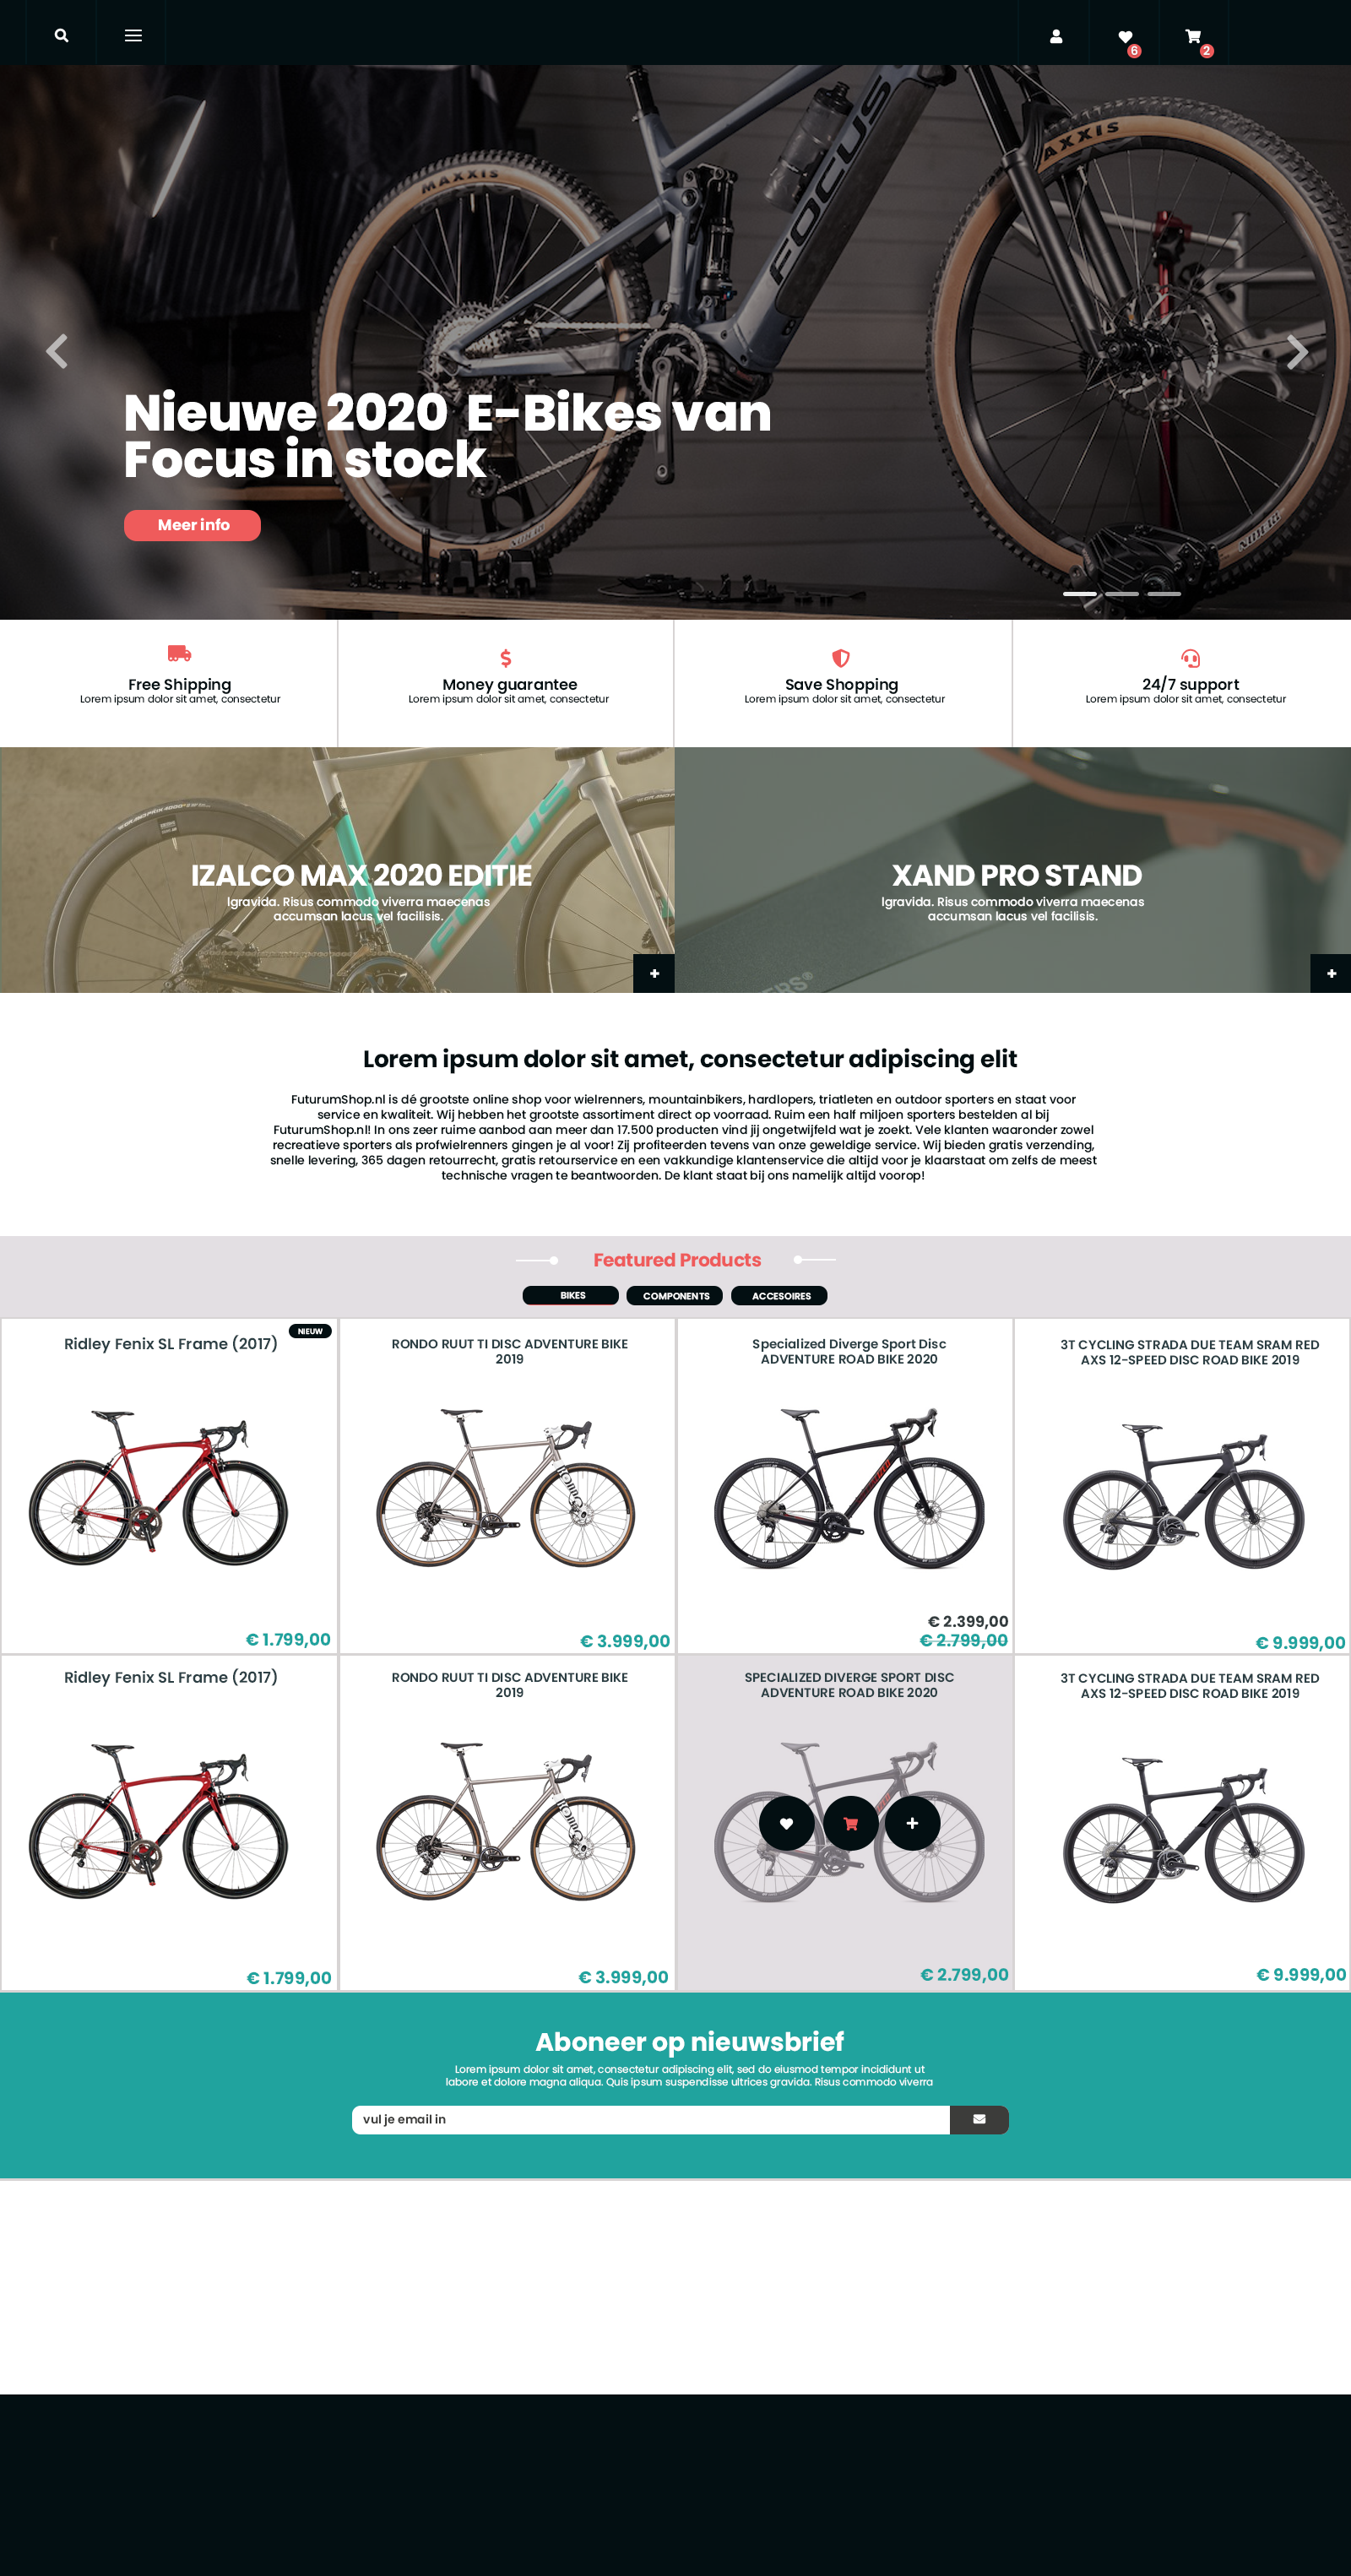 6
2
MAXXIS
FOCUS
AXXIS
Nieuwe 2020 E-Bikes van
Focus in stock
Meer info
Free Shipping
Lorem ipsum dolor sit amet, consectetur
Money guarantee
Lorem ipsum dolor sit amet, consectetur
Save Shopping
Lorem ipsum dolor sit amet, consectetur
24/7 support
Lorem ipsum dolor sit amet, consectetur
FOCUS
IZALCO MAX 2020 EDITIE
Igravida. Risus commodo viverra maecenas
accumsan lacus vel facilisis.
+
XAND PRO STAND
Igravida. Risus commodo viverra maecenas
accumsan lacus vel facilisis.
ERS®
+
Lorem ipsum dolor sit amet, consectetur adipiscing elit
FuturumShop.nl is dé grootste online shop voor wielrenners, mountainbikers, hardlopers, triatleten en outdoor sporters en staat voor
service en kwaliteit. Wij hebben het grootste assortiment direct op voorraad. Ruim een half miljoen sporters bestelden al bij
FuturumShop.nl! In ons zeer ruime aanbod aan meer dan 17.500 producten vind jij ongetwijfeld wat je zoekt. Vele klanten waaronder zowel
recreatieve sporters als profwielrenners gingen je al voor! Zij profiteerden tevens van onze geweldige service. Wij bieden gratis verzending,
snelle levering, 365 dagen retourrecht, gratis retourservice en een vakkundige klantenservice die altijd voor je klaarstaat om zelfs de meest
technische vragen te beantwoorden. De klant staat bij ons namelijk altijd voorop!
Featured Products
BIKES
COMPONENTS
ACCESOIRES
NIEUW
Ridley Fenix SL Frame (2017)
€ 1.799,00
RONDO RUUT TI DISC ADVENTURE BIKE
2019
RONDO
€ 3.999,00
Specialized Diverge Sport Disc
ADVENTURE ROAD BIKE 2020
€ 2.399,00
€ 2.799,00
3T CYCLING STRADA DUE TEAM SRAM RED
AXS 12-SPEED DISC ROAD BIKE 2019
€ 9.999,00
Ridley Fenix SL Frame (2017)
€ 1.799,00
RONDO RUUT TI DISC ADVENTURE BIKE
2019
RONDO
€ 3.999,00
SPECIALIZED DIVERGE SPORT DISC
ADVENTURE ROAD BIKE 2020
€ 2.799,00
3T CYCLING STRADA DUE TEAM SRAM RED
AXS 12-SPEED DISC ROAD BIKE 2019
€ 9.999,00
Aboneer op nieuwsbrief
Lorem ipsum dolor sit amet, consectetur adipiscing elit, sed do eiusmod tempor incididunt ut
labore et dolore magna aliqua. Quis ipsum suspendisse ultrices gravida. Risus commodo viverra
vul je email in